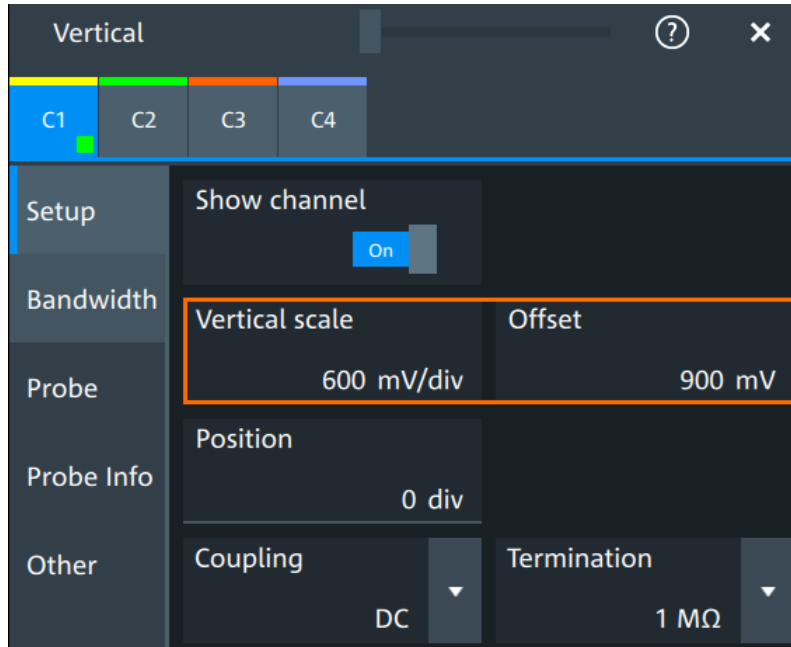 Vertical
?
C1 C2 C3 C4
Setup
Show channel
On
Bandwidth
Vertical scale
600 mV/div
Offset
900 mV
Probe
Position
0 div
Probe Info
Other
Coupling
DC
Termination
1 MΩ